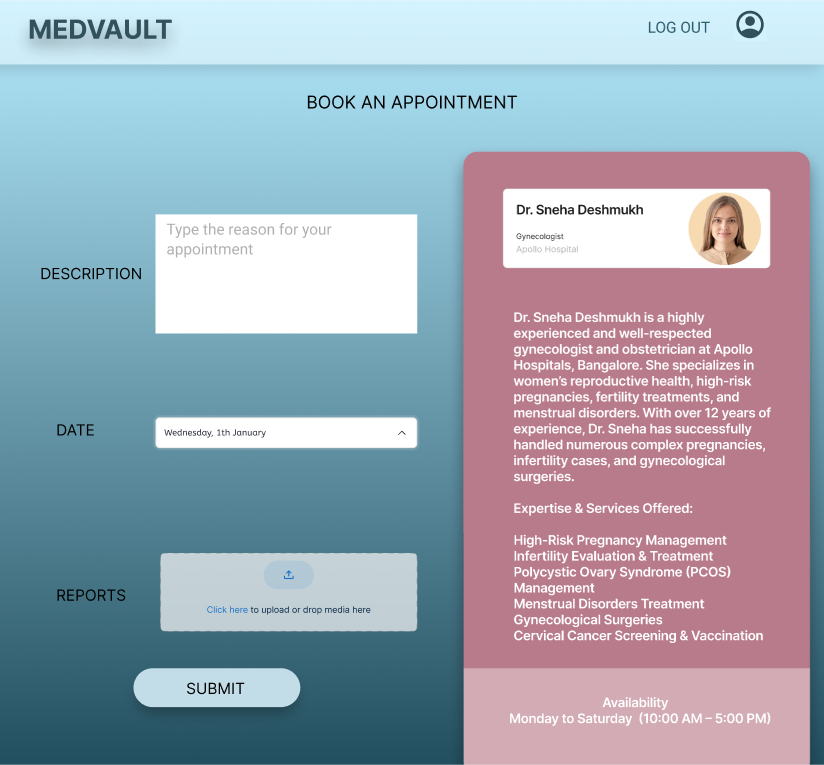 MEDVAULT
LOG OUT
BOOK AN APPOINTMENT
DESCRIPTION
Type the reason for your
appointment
DATE
Wednesday, 1th January
REPORTS
Click here to upload or drop media here
SUBMIT
Dr. Sneha Deshmukh
Gynecologist
Apollo Hospital
Dr. Sneha Deshmukh is a highly
experienced and well-respected
gynecologist and obstetrician at Apollo
Hospitals, Bangalore. She specializes in
women’s reproductive health, high-risk
pregnancies, fertility treatments, and
menstrual disorders. With over 12 years of
experience, Dr. Sneha has successfully
handled numerous complex pregnancies,
infertility cases, and gynecological
surgeries.
Expertise & Services Offered:
High-Risk Pregnancy Management
Infertility Evaluation & Treatment
Polycystic Ovary Syndrome (PCOS)
Management
Menstrual Disorders Treatment
Gynecological Surgeries
Cervical Cancer Screening & Vaccination
Availability
Monday to Saturday (10:00 AM – 5:00 PM)